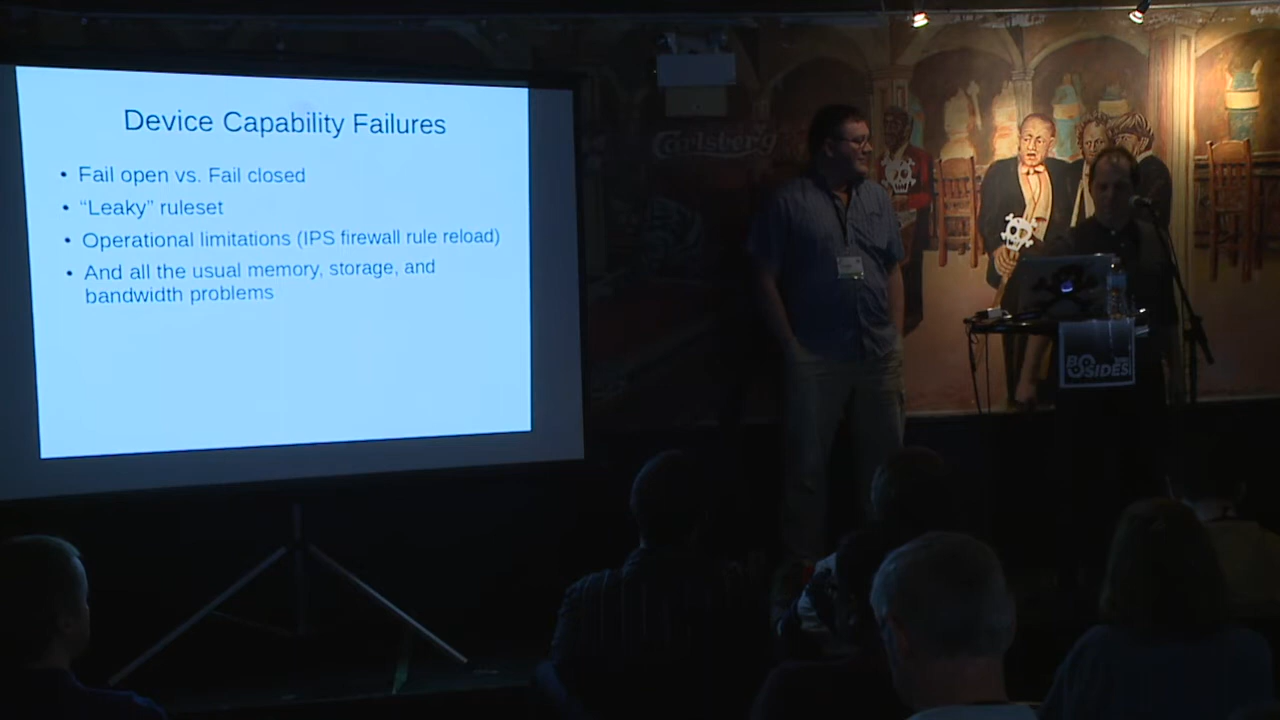 Device Capability Failures
• Fail open vs. Fail closed
• “Leaky” ruleset
• Operational limitations (IPS firewall rule reload)
• And all the usual memory, storage, and
bandwidth problems
Carlsberg
BSIDES